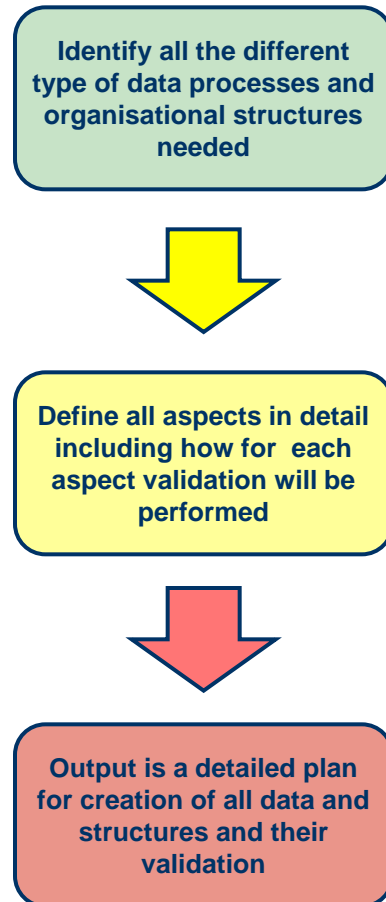 Identify all the different
type of data processes and
organisational structures
needed
Define all aspects in detail
including how for each
aspect validation will be
performed
Output is a detailed plan
for creation of all data and
structures and their
validation